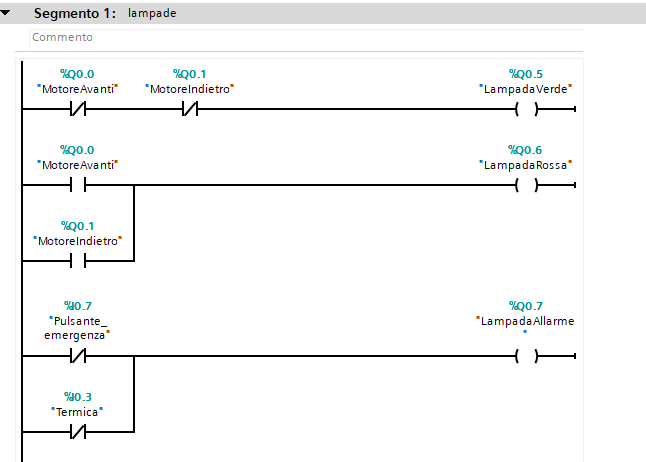 Segmento 1: lampade
Commento
%Q0.0 %Q0.1 %Q0.5
"MotoreAvanti" "MotoreIndietro" "LampadaVerde"
%Q0.0 %Q0.6
"MotoreAvanti" "LampadaRossa"
%Q0.1
"MotoreIndietro"
%I0.7 %Q0.7
"Pulsante_ "LampadaAllarme
emergenza" "
%I0.3
"Termica"